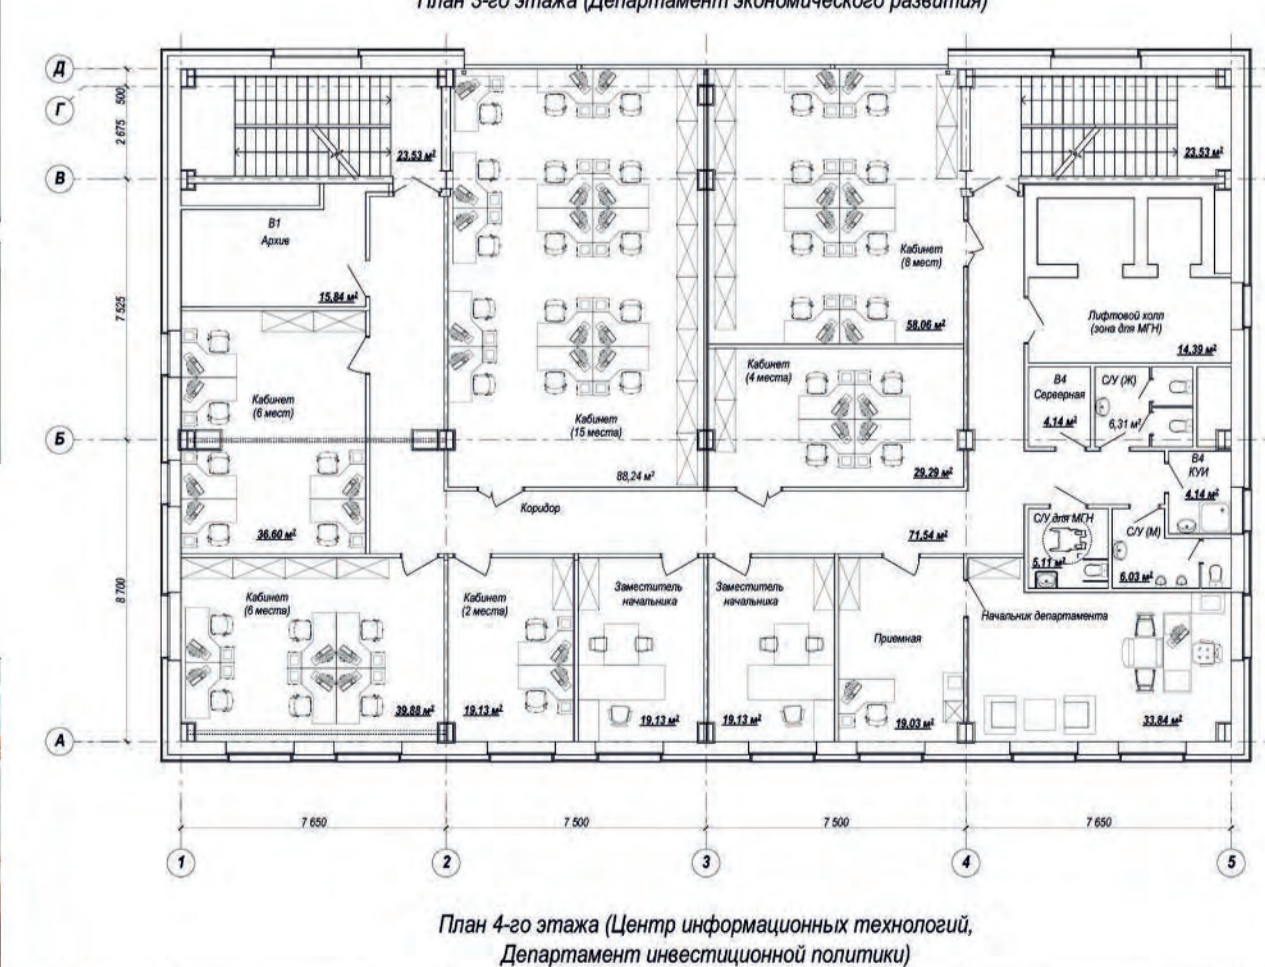 План 3-го этажа (Департамент экономического развития)
Д
Г
В
Б
А
500
2 675
7 525
8 700
23.53 м²
23.53 м²
В1
Архив
15.84 м²
Кабинет
(8 мест)
58.06 м²
Лифтовой холл
(зона для МГН)
14.39 м²
Кабинет
(6 мест)
36.60 м²
Кабинет
(15 места)
88,24 м²
Кабинет
(4 места)
29.29 м²
В4
Серверная
4.14 м²
С/У (Ж)
6,31 м²
В4
КУИ
4.14 м²
Коридор
71.54 м²
С/У для МГН
5.11 м²
С/У (М)
6.03 м²
Кабинет
(6 места)
39.88 м²
Кабинет
(2 места)
19.13 м²
Заместитель
начальника
19.13 м²
Заместитель
начальника
19.13 м²
Приемная
19.03 м²
Начальник департамента
33.84 м²
7 650
7 500
7 500
7 650
1
2
3
4
5
План 4-го этажа (Центр информационных технологий,
Департамент инвестиционной политики)